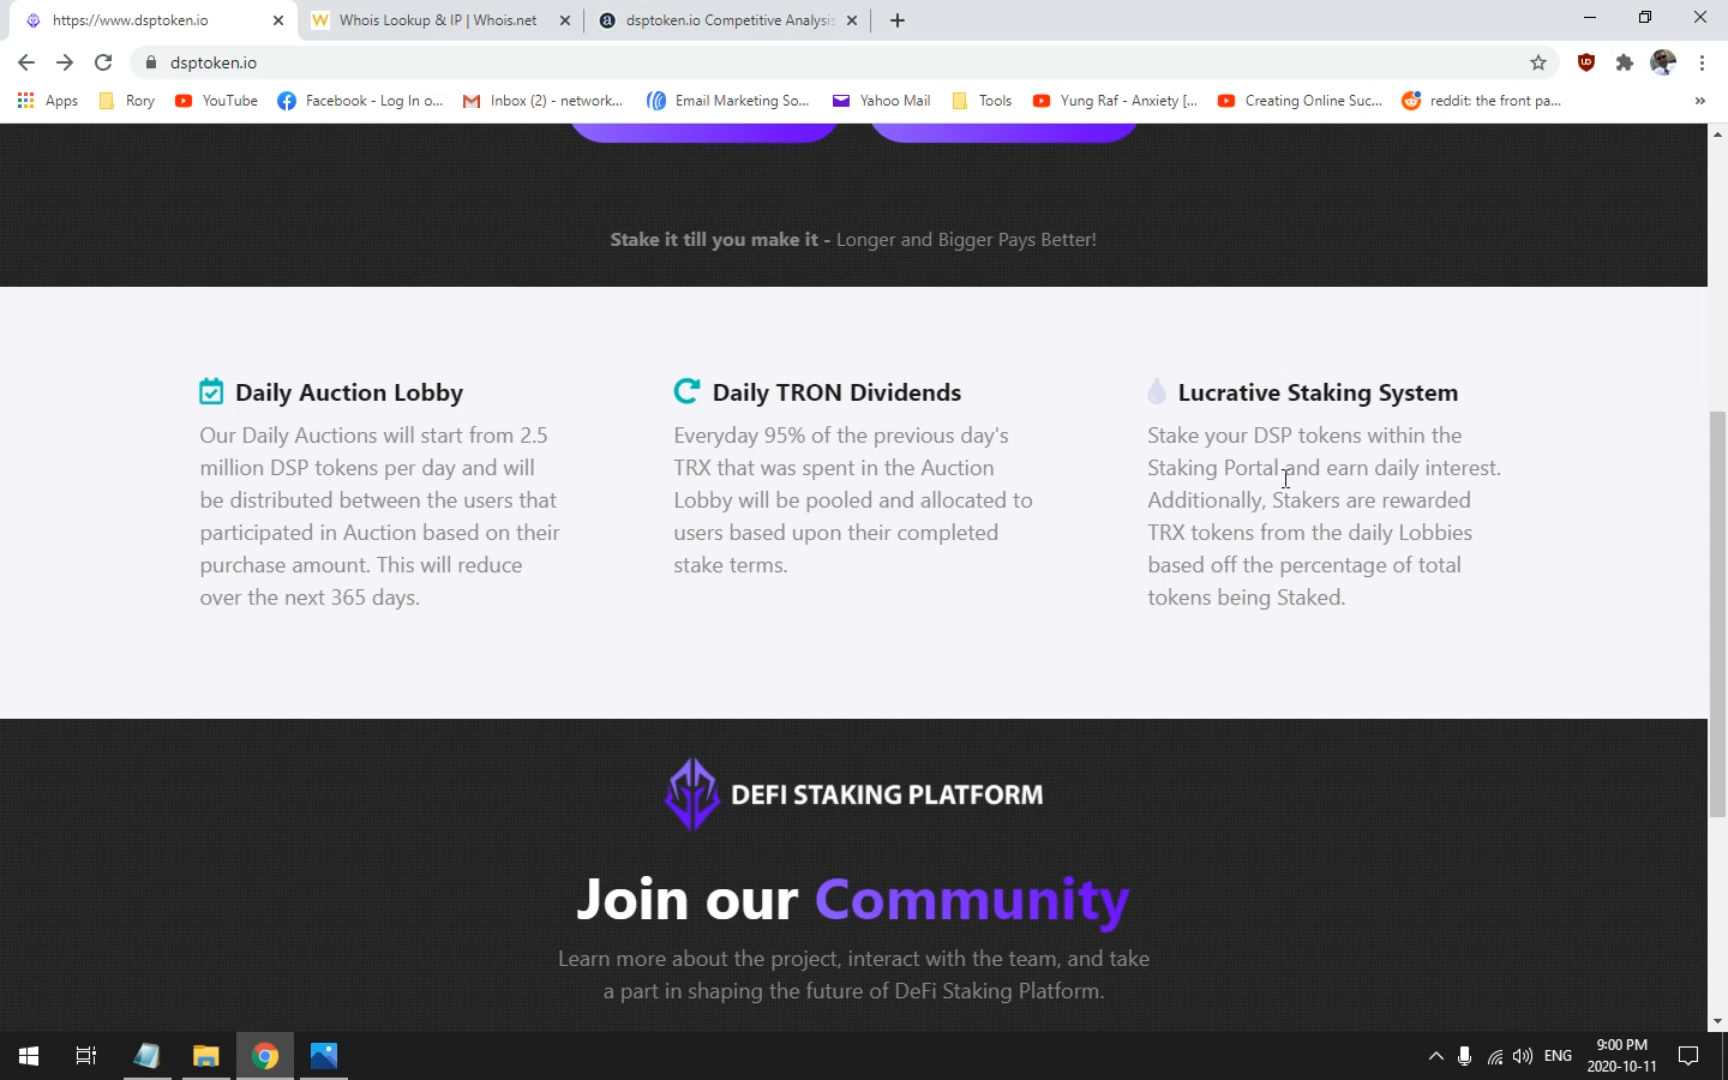 https://www.dsptoken.io
Whois Lookup & IP | Whois.net
dsptoken.io Competitive Analysis
dsptoken.io
Apps
Rory
YouTube
Facebook - Log In o...
Inbox (2) - network...
Email Marketing So...
Yahoo Mail
Tools
Yung Raf - Anxiety [...
Creating Online Suc...
reddit: the front pa...
Stake it till you make it - Longer and Bigger Pays Better!
Daily Auction Lobby
Our Daily Auctions will start from 2.5
million DSP tokens per day and will
be distributed between the users that
participated in Auction based on their
purchase amount. This will reduce
over the next 365 days.
Daily TRON Dividends
Everyday 95% of the previous day's
TRX that was spent in the Auction
Lobby will be pooled and allocated to
users based upon their completed
stake terms.
Lucrative Staking System
Stake your DSP tokens within the
Staking Portal and earn daily interest.
Additionally, Stakers are rewarded
TRX tokens from the daily Lobbies
based off the percentage of total
tokens being Staked.
DEFI STAKING PLATFORM
Join our Community
Learn more about the project, interact with the team, and take
a part in shaping the future of DeFi Staking Platform.
ENG
9:00 PM
2020-10-11